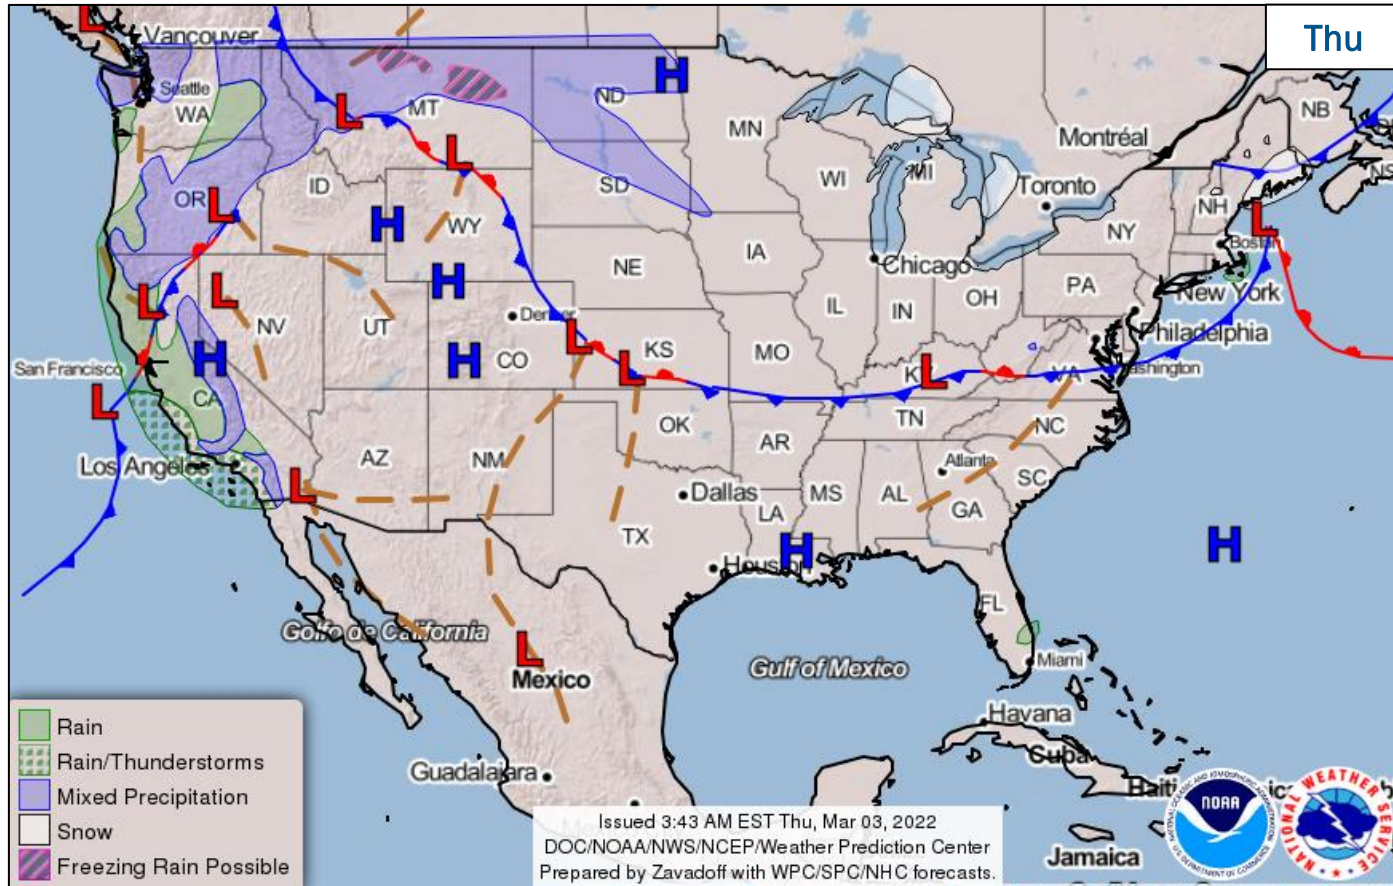 Thu
L
Vancouver
H
Seattle
WA
MT
ND
MN
NB
Montréal
L
L
ID
SD
WI
MI
Toronto
OR
L
H
WY
NH
L
NY
Boston
IA
H
NE
Chicago
PA
New York
L
L
NV
UT
Denver
IL
IN
OH
Philadelphia
L
KS
MO
H
H
CO
L
L
VA
San Francisco
CA
L
TN
NC
OK
AR
Los Angeles
AZ
NM
Atlanta
SC
L
Dallas
MS
AL
GA
LA
TX
H
H
Houston
FL
Golfo de California
L
Mexico
Gulf of Mexico
Miami
Havana
Cuba
Guadalajara
Jamaica
Rain
Rain/Thunderstorms
Mixed Precipitation
Snow
Freezing Rain Possible
Issued 3:43 AM EST Thu, Mar 03, 2022
DOC/NOAA/NWS/NCEP/Weather Prediction Center
Prepared by Zavadoff with WPC/SPC/NHC forecasts.
NOAA
NATIONAL WEATHER SERVICE